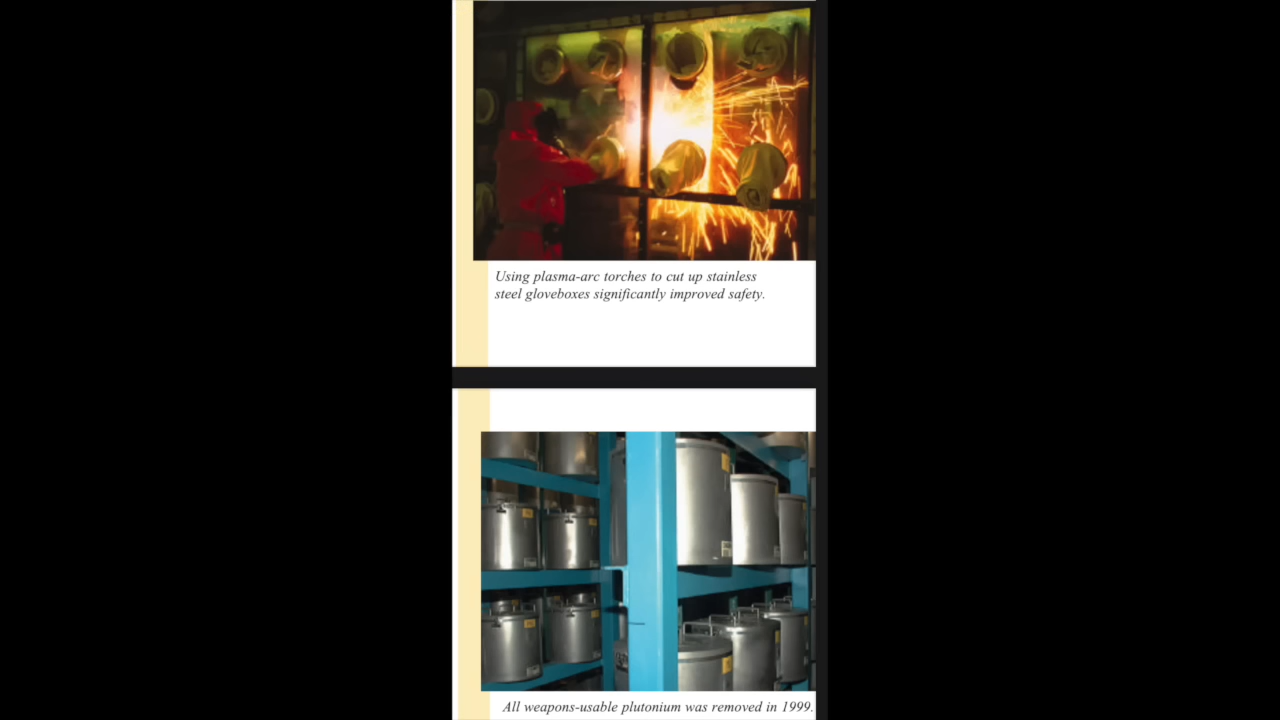 Using plasma-arc torches to cut up stainless
steel gloveboxes significantly improved safety.
All weapons-usable plutonium was removed in 1999.